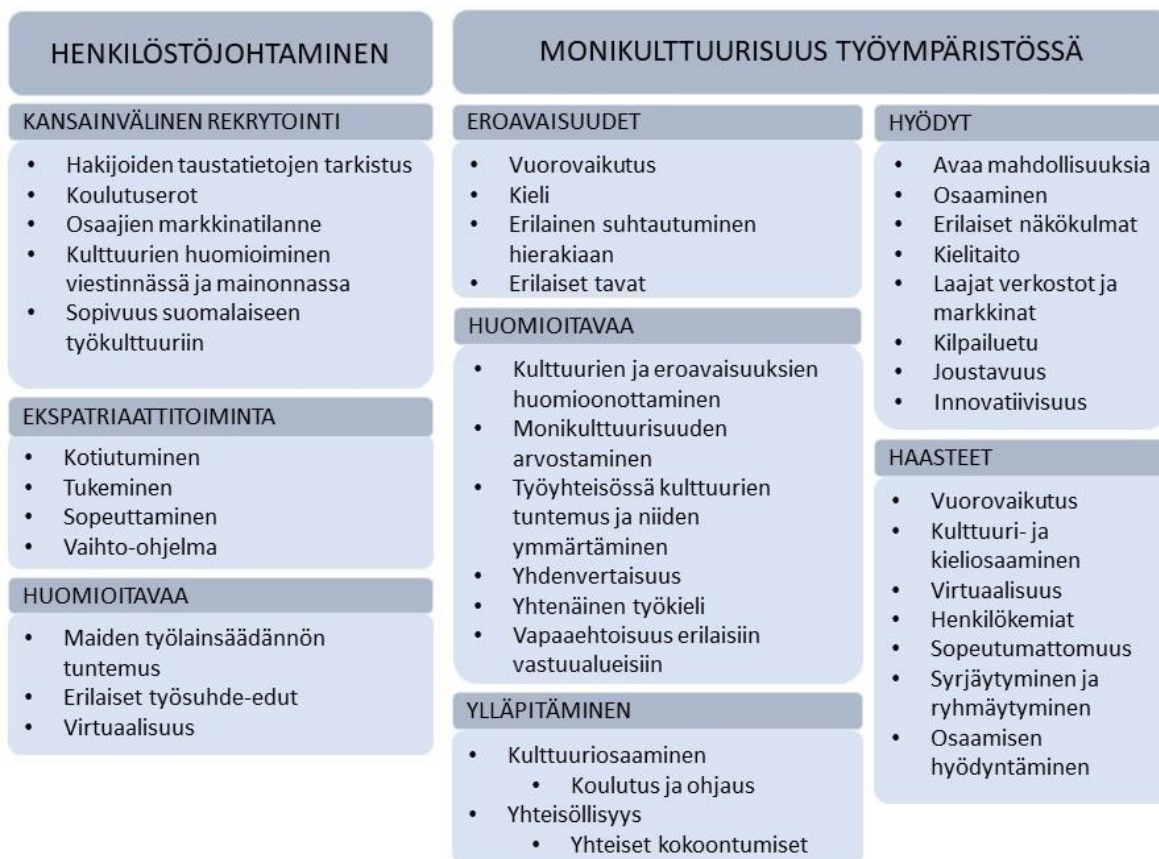 HENKILÖSTÖJOHTAMINEN
KANSAINVÄLINEN REKRYTOINTI
• Hakijoiden taustatietojen tarkistus
• Koulutuserot
• Osaajien markkinatilanne
• Kulttuurien huomioiminen
viestinnässä ja mainonnassa
• Sopivuus suomalaiseen
työkulttuuriin
EKSPATRIAATTITOIMINTA
• Kotiutuminen
• Tukeminen
• Sopeuttaminen
• Vaihto-ohjelma
HUOMIOITAVAA
• Maiden työlainsäädännön
tuntemus
• Erilaiset työsuhde-edut
• Virtuaalisuus
MONIKULTTUURISUUS TYÖYMPÄRISTÖSSÄ
EROAVAISUUDET
• Vuorovaikutus
• Kieli
• Erilainen suhtautuminen
hierakiaan
• Erilaiset tavat
HUOMIOITAVAA
• Kulttuurien ja eroavaisuuksien
huomioonottaminen
• Monikulttuurisuuden
arvostaminen
• Työyhteisössä kulttuurien
tuntemus ja niiden
ymmärtäminen
• Yhdenvertaisuus
• Yhtenäinen työkieli
• Vapaaehtoisuus erilaisiin
vastuualueisiin
YLLÄPITÄMINEN
• Kulttuuriosaaminen
• Koulutus ja ohjaus
• Yhteisöllisyys
• Yhteiset kokoontumiset
HYÖDYT
• Avaa mahdollisuuksia
• Osaaminen
• Erilaiset näkökulmat
• Kielitaito
• Laajat verkostot ja
markkinat
• Kilpailuetu
• Joustavuus
• Innovatiivisuus
HAASTEET
• Vuorovaikutus
• Kulttuuri- ja
kieliosaaminen
• Virtuaalisuus
• Henkilökemiat
• Sopeutumattomuus
• Syrjäytyminen ja
ryhmäytyminen
• Osaamisen
hyödyntäminen